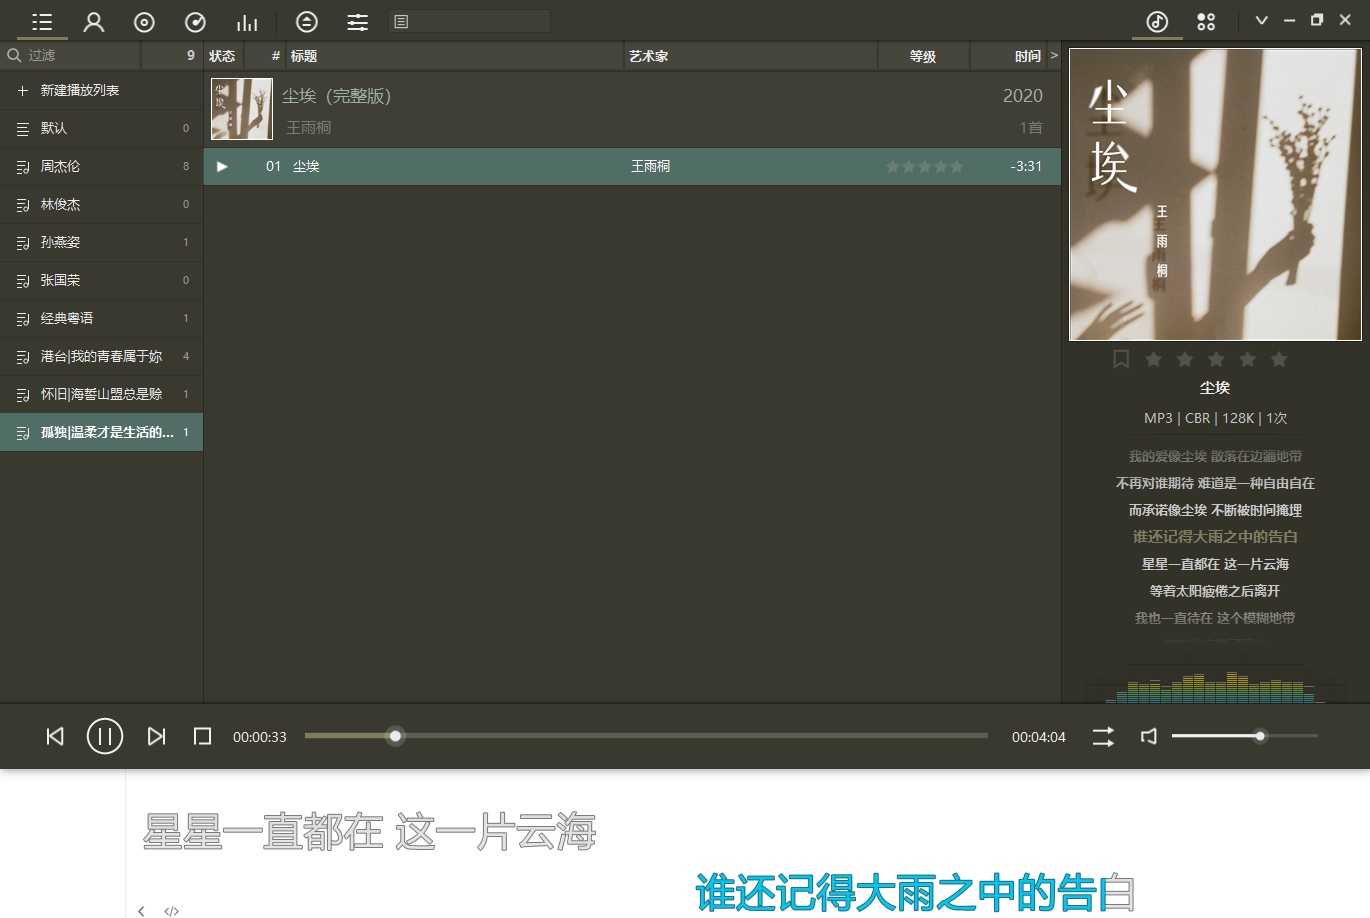 过滤
9
状态
#
标题
艺术家
等级
时间
>
新建播放列表
默认
0
周杰伦
8
林俊杰
0
孙燕姿
1
张国荣
0
经典粤语
1
港台|我的青春属于妳
4
怀旧|海誓山盟总是赊
1
孤独|温柔才是生活的...
1
尘埃
尘埃（完整版）
2020
王雨桐
1首
01
尘埃
王雨桐
-3:31
尘埃
王雨桐
尘埃
MP3 | CBR | 128K | 1次
我的爱像尘埃 散落在边疆地带
不再对谁期待 难道是一种自由自在
而承诺像尘埃 不断被时间掩埋
谁还记得大雨之中的告白
星星一直都在 这一片云海
等着太阳疲倦之后离开
我也一直待在 这个模糊地带
00:00:33
00:04:04
星星一直都在 这一片云海
谁还记得大雨之中的告白